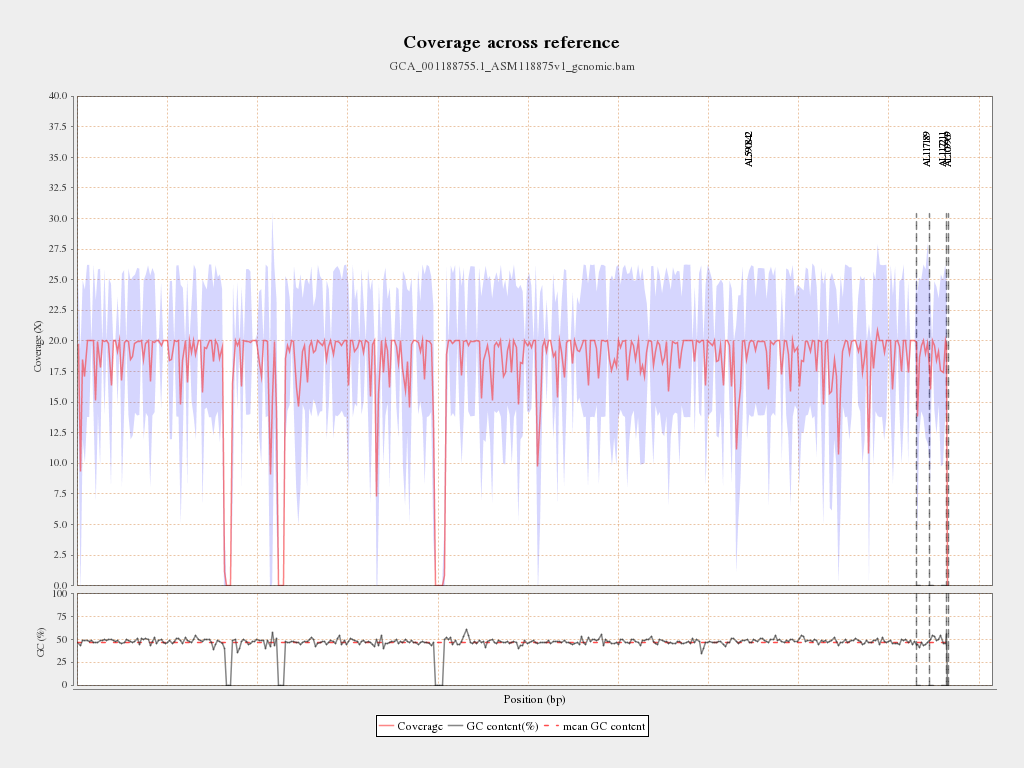 Coverage across reference
GCA_001188755.1_ASM118875v1_genomic.bam
40.0
37.5
35.0
32.5
30.0
27.5
25.0
22.5
20.0
17.5
15.0
12.5
10.0
7.5
5.0
2.5
0.0
Coverage (X)
AL590842
AL117189
AL117211
AL109969
100
75
50
25
0
GC (%)
Position (bp)
Coverage GC content(%) mean GC content